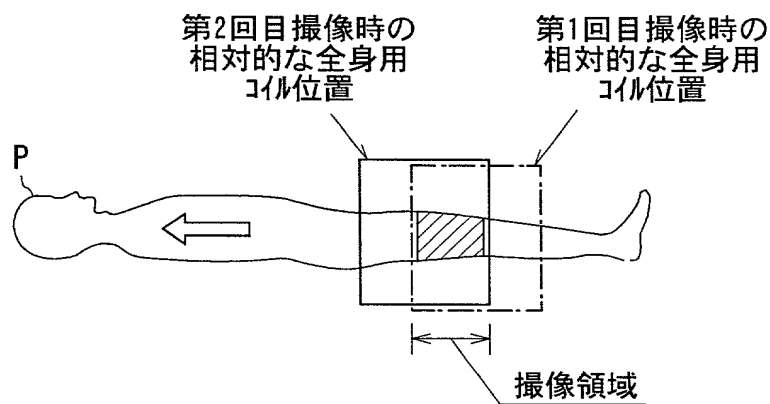 第2回目撮像時の
相対的な全身用
コイル位置
第1回目撮像時の
相対的な全身用
コイル位置
P
撮像領域